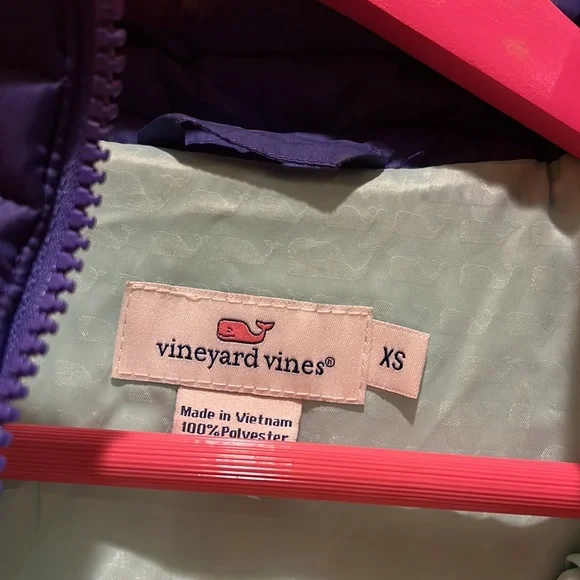 vineyard vines®
XS
Made in Vietnam
100% Polyester